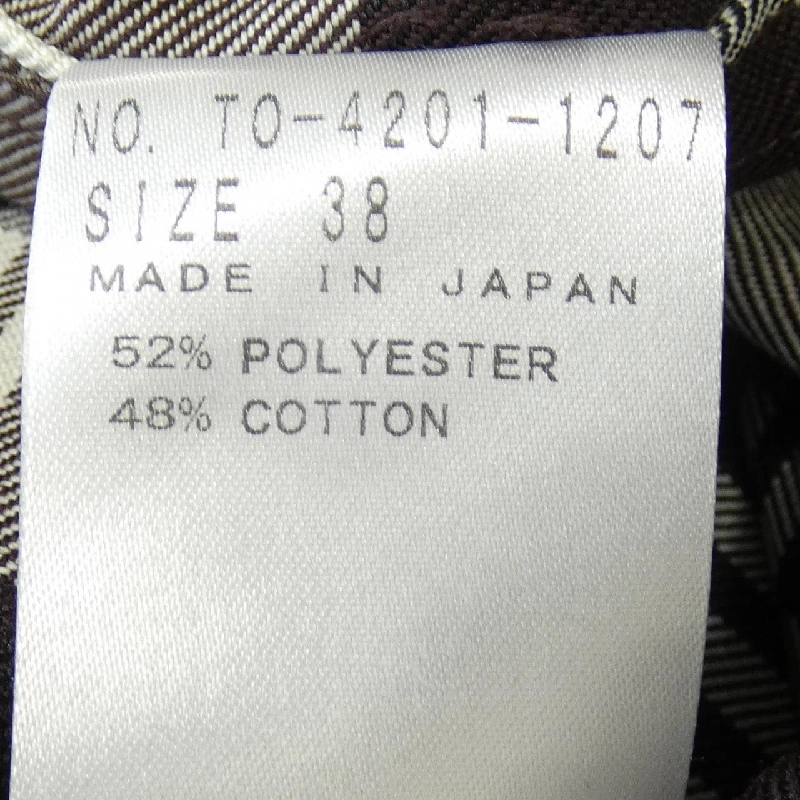 NO. TO-4201-1207
SIZE 38
MADE IN JAPAN
52% POLYESTER
48% COTTON